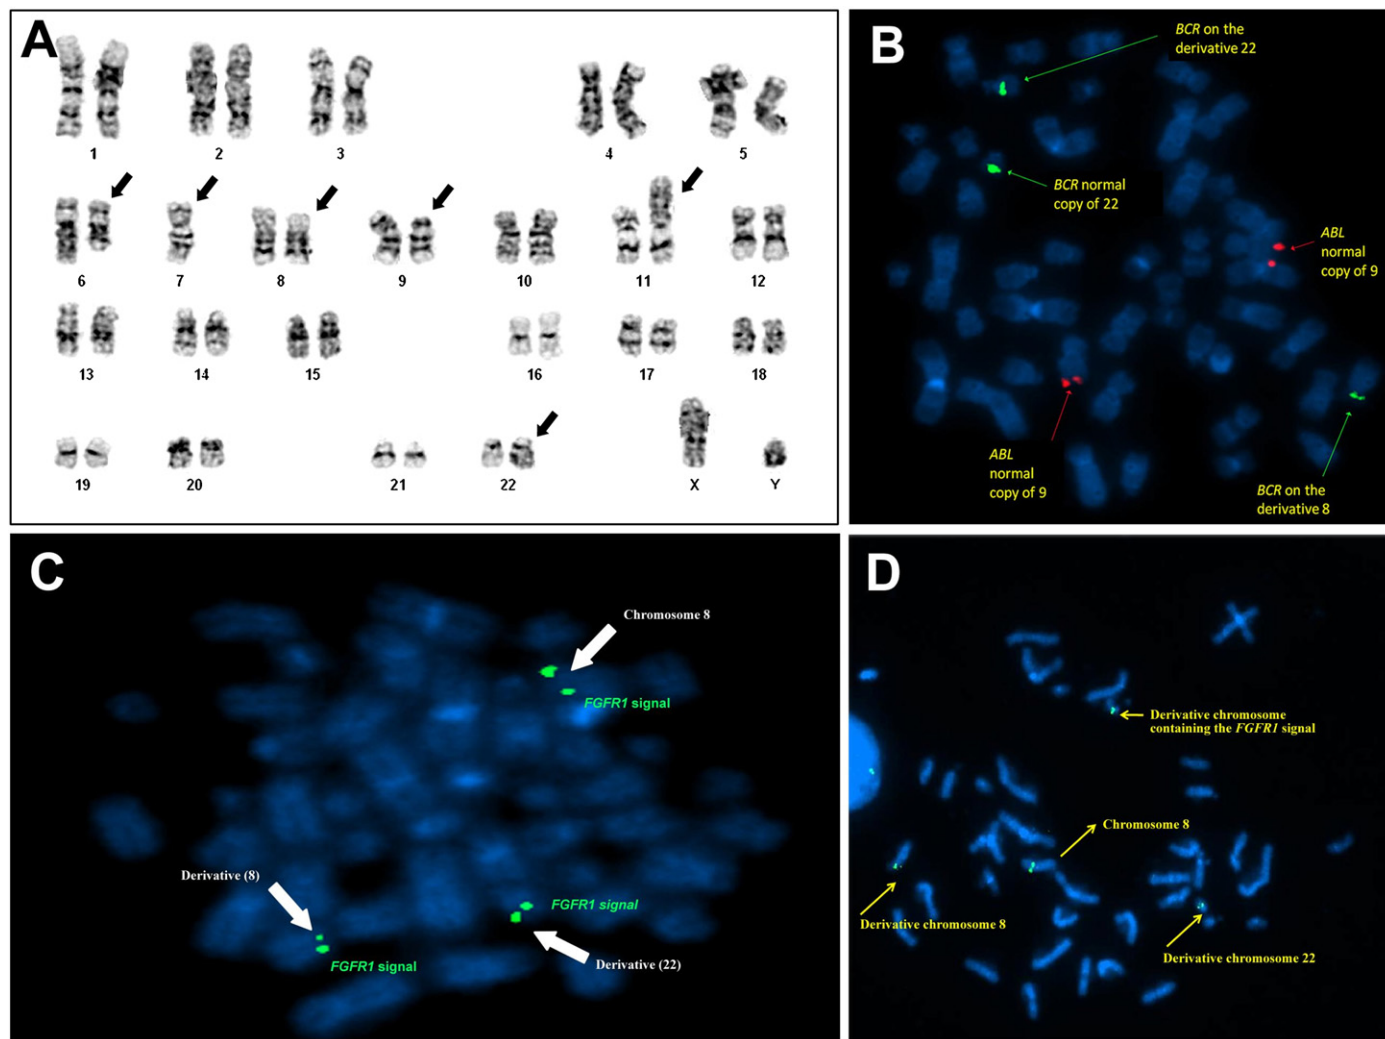 A
1 2 3 4 5
6 7 8 9 10 11 12
13 14 15 16 17 18
19 20 21 22 X Y
B
BCR on the
derivative 22
BCR normal
copy of 22
ABL
normal
copy of 9
ABL
normal
copy of 9
BCR on the
derivative 8
C
Chromosome 8
FGFR1 signal
Derivative (8)
FGFR1 signal
FGFR1 signal
Derivative (22)
D
Derivative chromosome
containing the FGFR1 signal
Chromosome 8
Derivative chromosome 8
Derivative chromosome 22